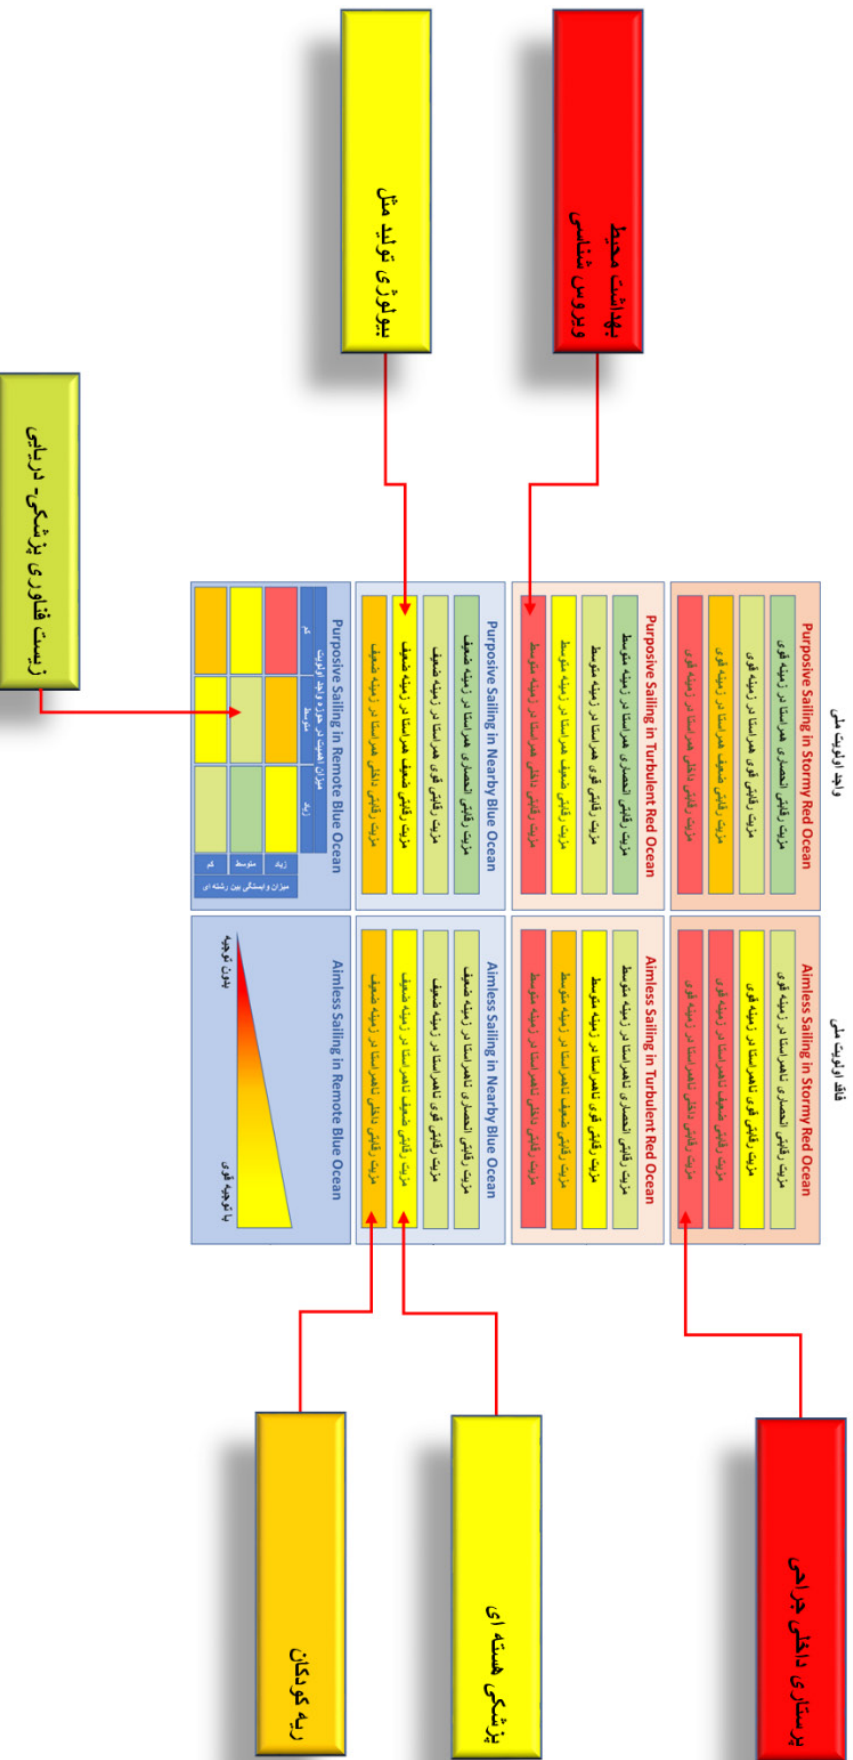 واجد اولویت ملی
فاقد اولویت ملی
Purposive Sailing in Stormy Red Ocean
مزیت رقابتی انحصاری همراستا در زمینه قوی
مزیت رقابتی قوی همراستا در زمینه قوی
مزیت رقابتی ضعیف همراستا در زمینه قوی
مزیت رقابتی داخلی همراستا در زمینه قوی
Aimless Sailing in Stormy Red Ocean
مزیت رقابتی انحصاری ناهمراستا در زمینه قوی
مزیت رقابتی قوی ناهمراستا در زمینه قوی
مزیت رقابتی ضعیف ناهمراستا در زمینه قوی
مزیت رقابتی داخلی ناهمراستا در زمینه قوی
Purposive Sailing in Turbulent Red Ocean
مزیت رقابتی انحصاری همراستا در زمینه متوسط
مزیت رقابتی قوی همراستا در زمینه متوسط
مزیت رقابتی ضعیف همراستا در زمینه متوسط
مزیت رقابتی داخلی همراستا در زمینه متوسط
Aimless Sailing in Turbulent Red Ocean
مزیت رقابتی انحصاری ناهمراستا در زمینه متوسط
مزیت رقابتی قوی ناهمراستا در زمینه متوسط
مزیت رقابتی ضعیف ناهمراستا در زمینه متوسط
مزیت رقابتی داخلی ناهمراستا در زمینه متوسط
Purposive Sailing in Nearby Blue Ocean
مزیت رقابتی انحصاری همراستا در زمینه ضعیف
مزیت رقابتی قوی همراستا در زمینه ضعیف
مزیت رقابتی ضعیف همراستا در زمینه ضعیف
مزیت رقابتی داخلی همراستا در زمینه ضعیف
Aimless Sailing in Nearby Blue Ocean
مزیت رقابتی انحصاری ناهمراستا در زمینه ضعیف
مزیت رقابتی قوی ناهمراستا در زمینه ضعیف
مزیت رقابتی ضعیف ناهمراستا در زمینه ضعیف
مزیت رقابتی داخلی ناهمراستا در زمینه ضعیف
Purposive Sailing in Remote Blue Ocean
میزان اهمیت در حوزه واجد اولویت
کم
متوسط
زیاد
زیاد
متوسط
کم
میزان وابستگی بین رشته ای
Aimless Sailing in Remote Blue Ocean
بدون توجیه
با توجیه قوی
بهداشت محیط
ویروس شناسی
بیولوژی تولید مثل
زیست فناوری پزشکی- دریایی
پرستاری داخلی جراحی
پزشکی هسته ای
ریه کودکان